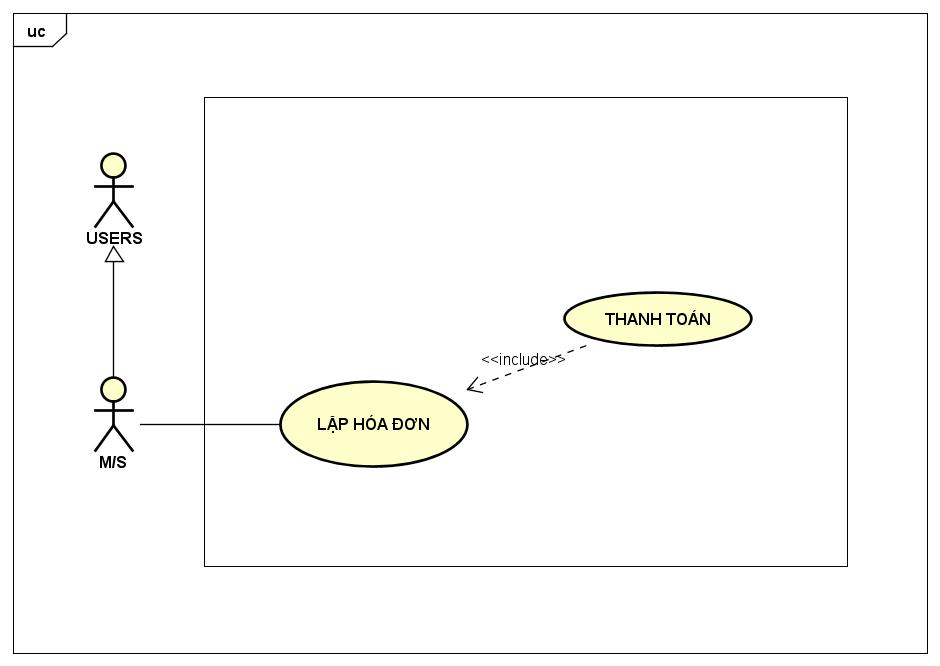 uc
USERS
THANH TOÁN
<<include>>
LẬP HÓA ĐƠN
M/S